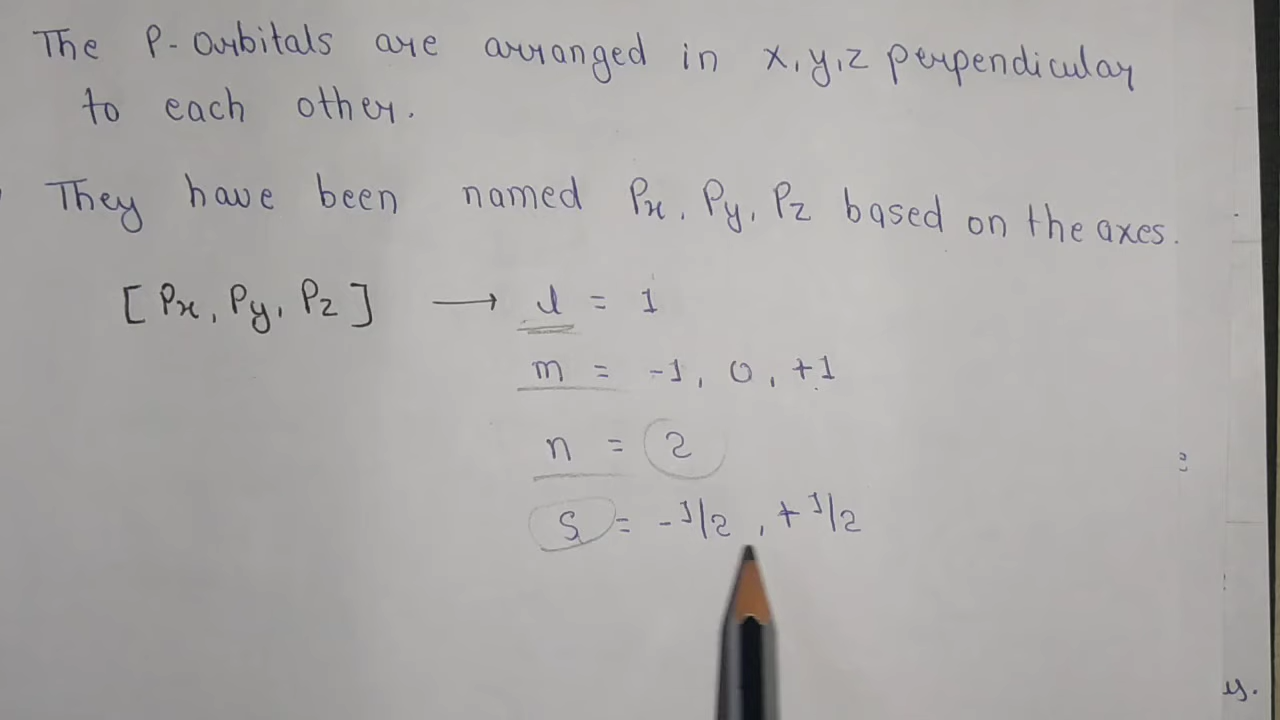 The P-Orbitals are arranged in x, y, z perpendicular
to each other.
They have been named Px, Py, Pz based on the axes.
[Px, Py, Pz] → l = 1
m = -1, 0, +1
n = 2
s = -1/2, +1/2
y.